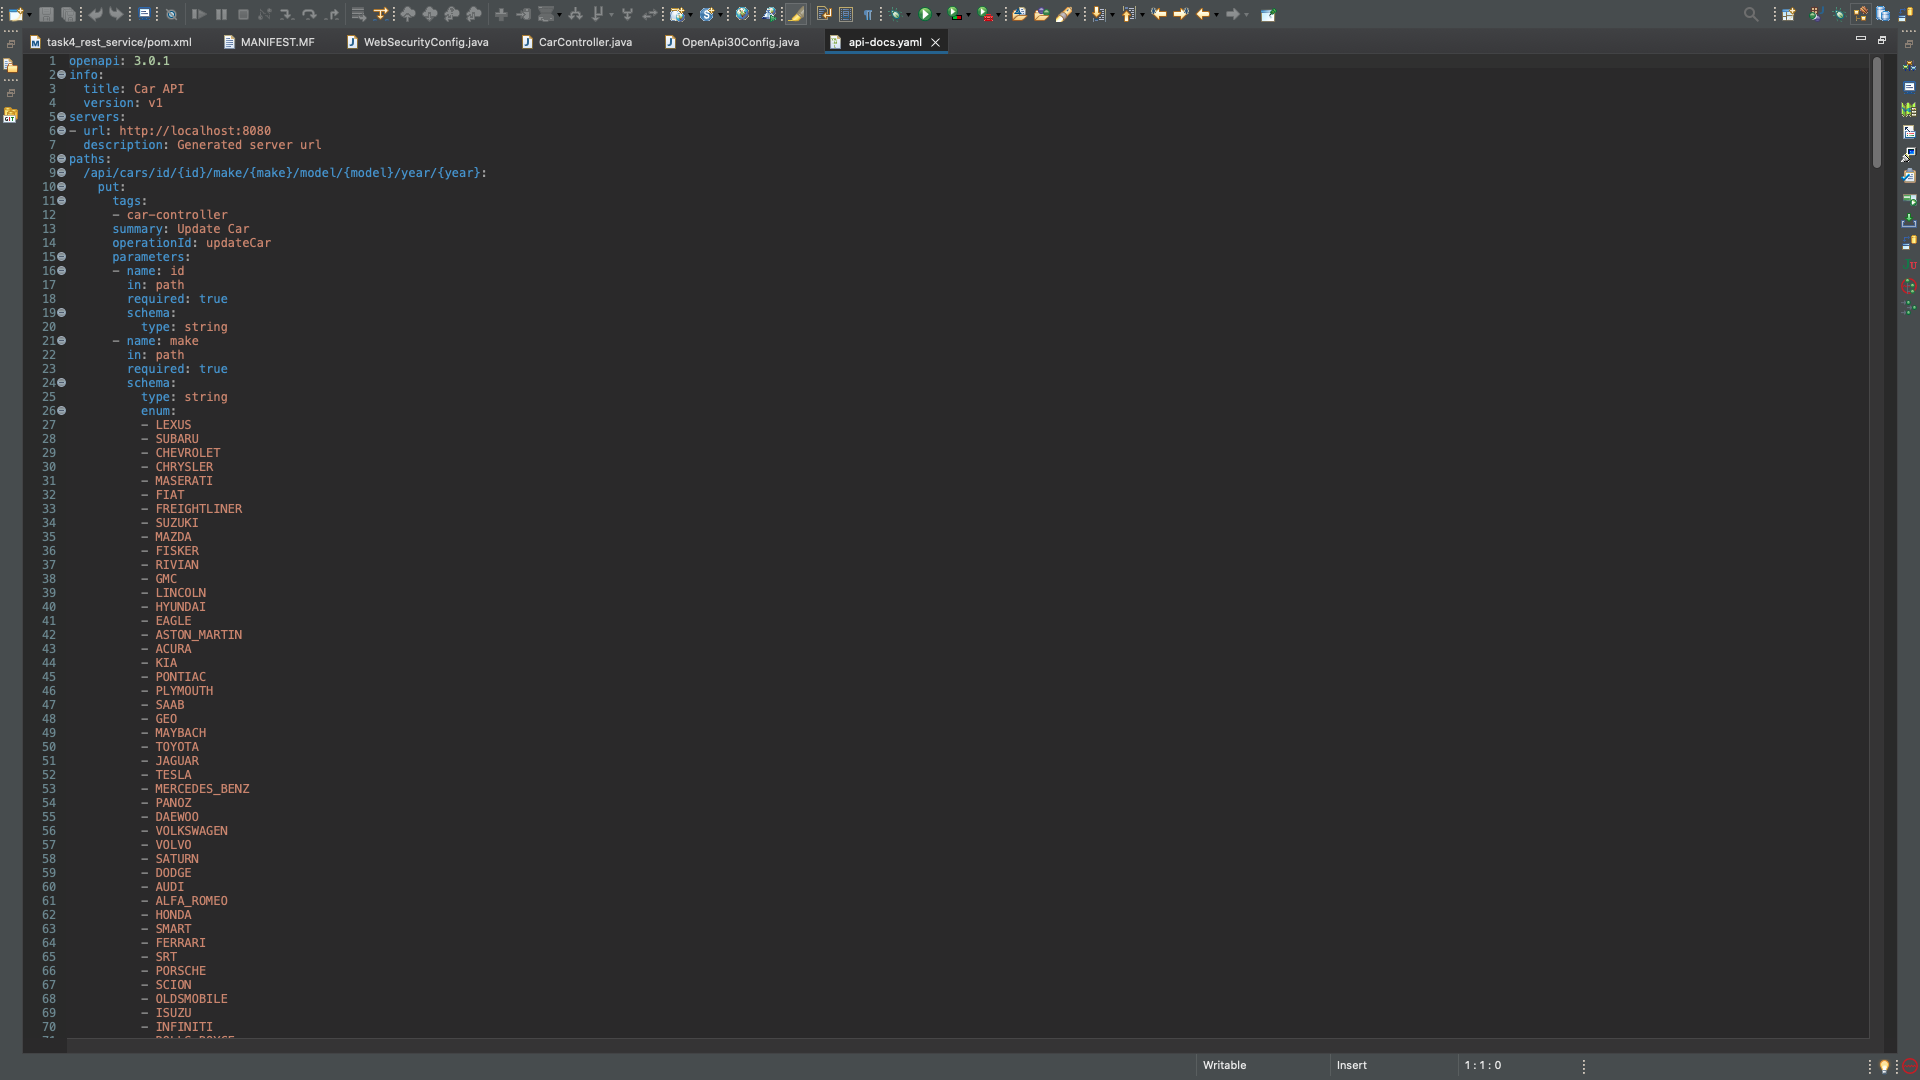 task4_rest_service/pom.xml MANIFEST.MF WebSecurityConfig.java CarController.java OpenApi30Config.java api-docs.yaml
1 openapi: 3.0.1
2 info:
3 title: Car API
4 version: v1
5 servers:
6 - url: http://localhost:8080
7 description: Generated server url
8 paths:
9 /api/cars/id/{id}/make/{make}/model/{model}/year/{year}:
10 put:
11 tags:
12 - car-controller
13 summary: Update Car
14 operationId: updateCar
15 parameters:
16 - name: id
17 in: path
18 required: true
19 schema:
20 type: string
21 - name: make
22 in: path
23 required: true
24 schema:
25 type: string
26 enum:
27 - LEXUS
28 - SUBARU
29 - CHEVROLET
30 - CHRYSLER
31 - MASERATI
32 - FIAT
33 - FREIGHTLINER
34 - SUZUKI
35 - MAZDA
36 - FISKER
37 - RIVIAN
38 - GMC
39 - LINCOLN
40 - HYUNDAI
41 - EAGLE
42 - ASTON_MARTIN
43 - ACURA
44 - KIA
45 - PONTIAC
46 - PLYMOUTH
47 - SAAB
48 - GEO
49 - MAYBACH
50 - TOYOTA
51 - JAGUAR
52 - TESLA
53 - MERCEDES_BENZ
54 - PANOZ
55 - DAEWOO
56 - VOLKSWAGEN
57 - VOLVO
58 - SATURN
59 - DODGE
60 - AUDI
61 - ALFA_ROMEO
62 - HONDA
63 - SMART
64 - FERRARI
65 - SRT
66 - PORSCHE
67 - SCION
68 - OLDSMOBILE
69 - ISUZU
70 - INFINITI
Writable Insert 1 : 1 : 0